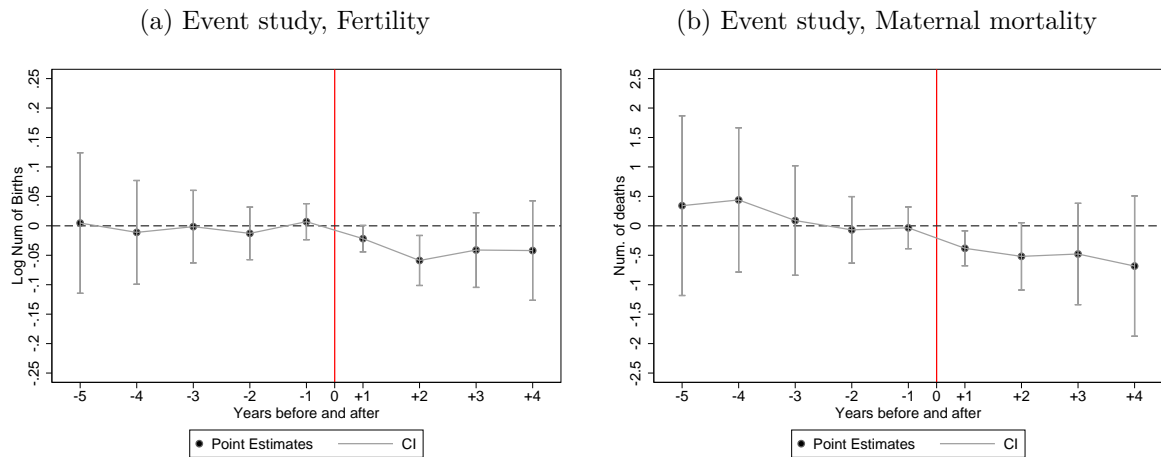 (a) Event study, Fertility
.25
.2
.15
.1
.05
0
-.05
-.1
-.15
-.2
-.25
Log Num of Births
-5 -4 -3 -2 -1 0 +1 +2 +3 +4
Years before and after
Point Estimates CI
(b) Event study, Maternal mortality
2.5
2
1.5
1
.5
0
-.5
-1
-1.5
-2
-2.5
Num. of deaths
-5 -4 -3 -2 -1 0 +1 +2 +3 +4
Years before and after
Point Estimates CI